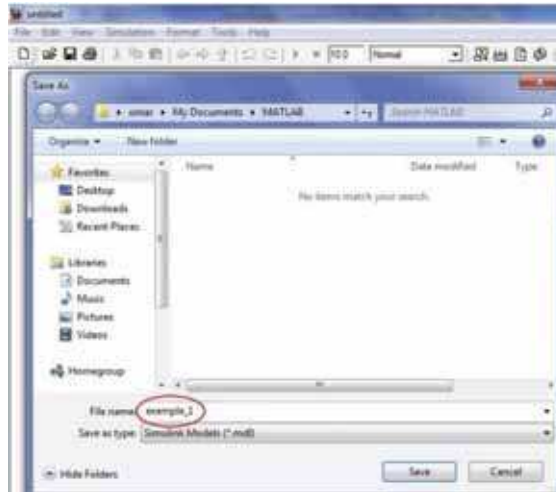 untitled
File Edit View Simulation Format Tools Help
10.0 Normal
Save As
omar ▸ My Documents ▸ MATLAB
Search MATLAB
Organize New folder
Name Date modified Type
No items match your search.
Favorites
Desktop
Downloads
Recent Places
Libraries
Documents
Music
Pictures
Videos
Homegroup
File name: example_1
Save as type: Simulink Models (*.mdl)
Hide Folders Save Cancel